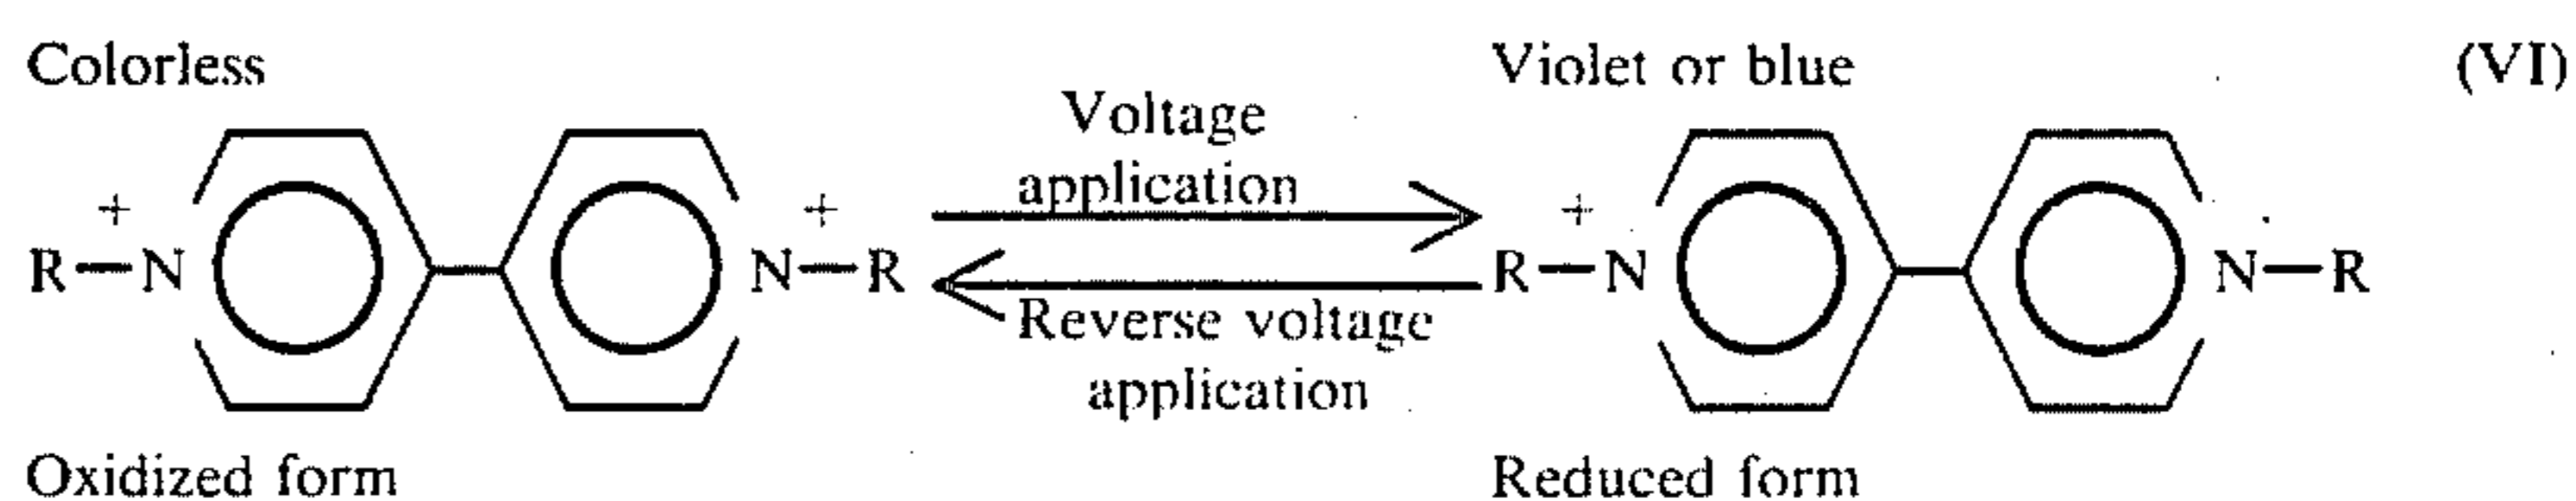 Colorless Violet or blue (VI)
Voltage
application
+ + +
R—N N—R R—N N—R
Reverse voltage
application
Oxidized form Reduced form